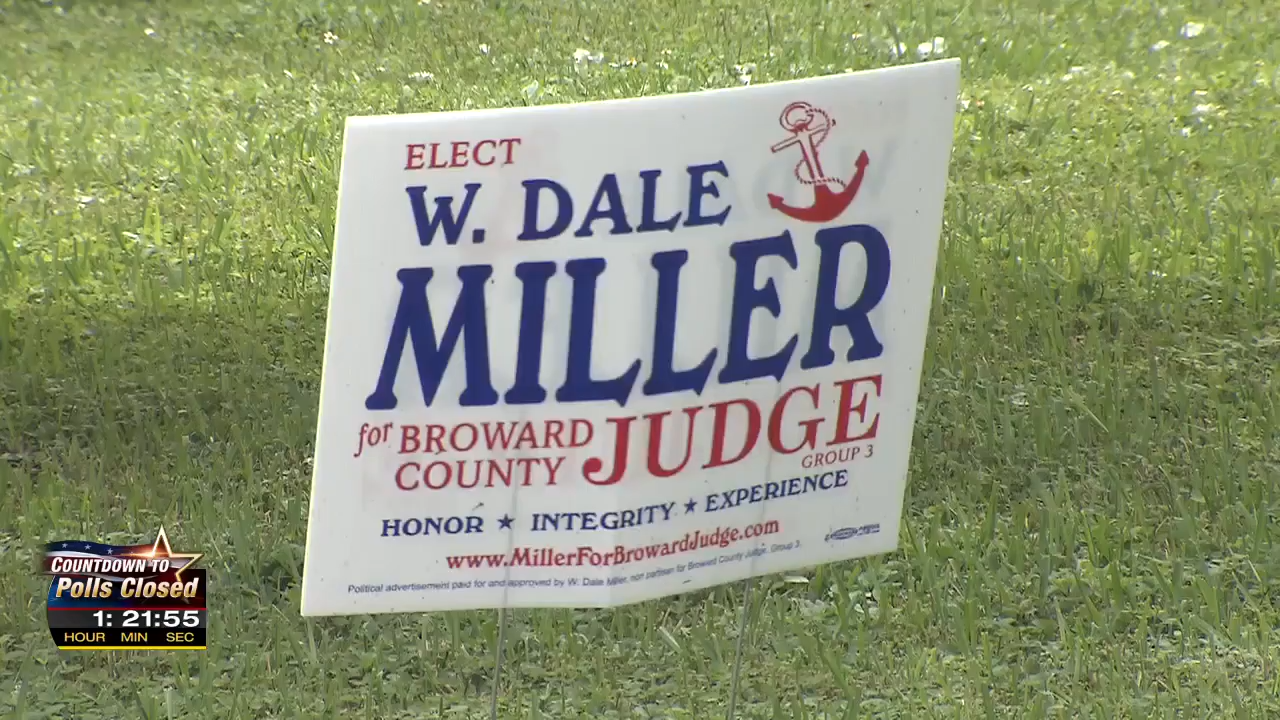 ELECT
W. DALE
MILLER
for BROWARD COUNTY JUDGE
GROUP 3
HONOR ★ INTEGRITY ★ EXPERIENCE
www.MillerForBrowardJudge.com
Political advertisement paid for and approved by W. Dale Miller, non partisan for Broward County Judge, Group 3.
COUNTDOWN TO
Polls Closed
1: 21:55
HOUR MIN SEC